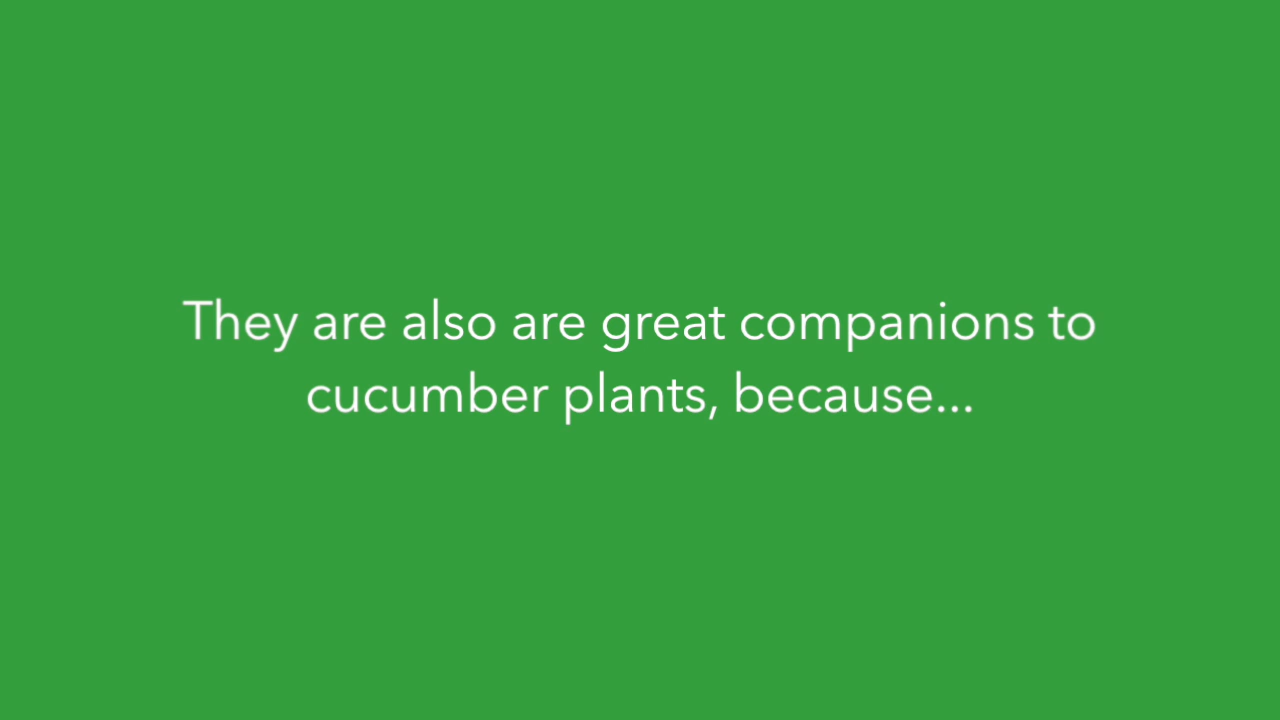 They are also are great companions to
cucumber plants, because...